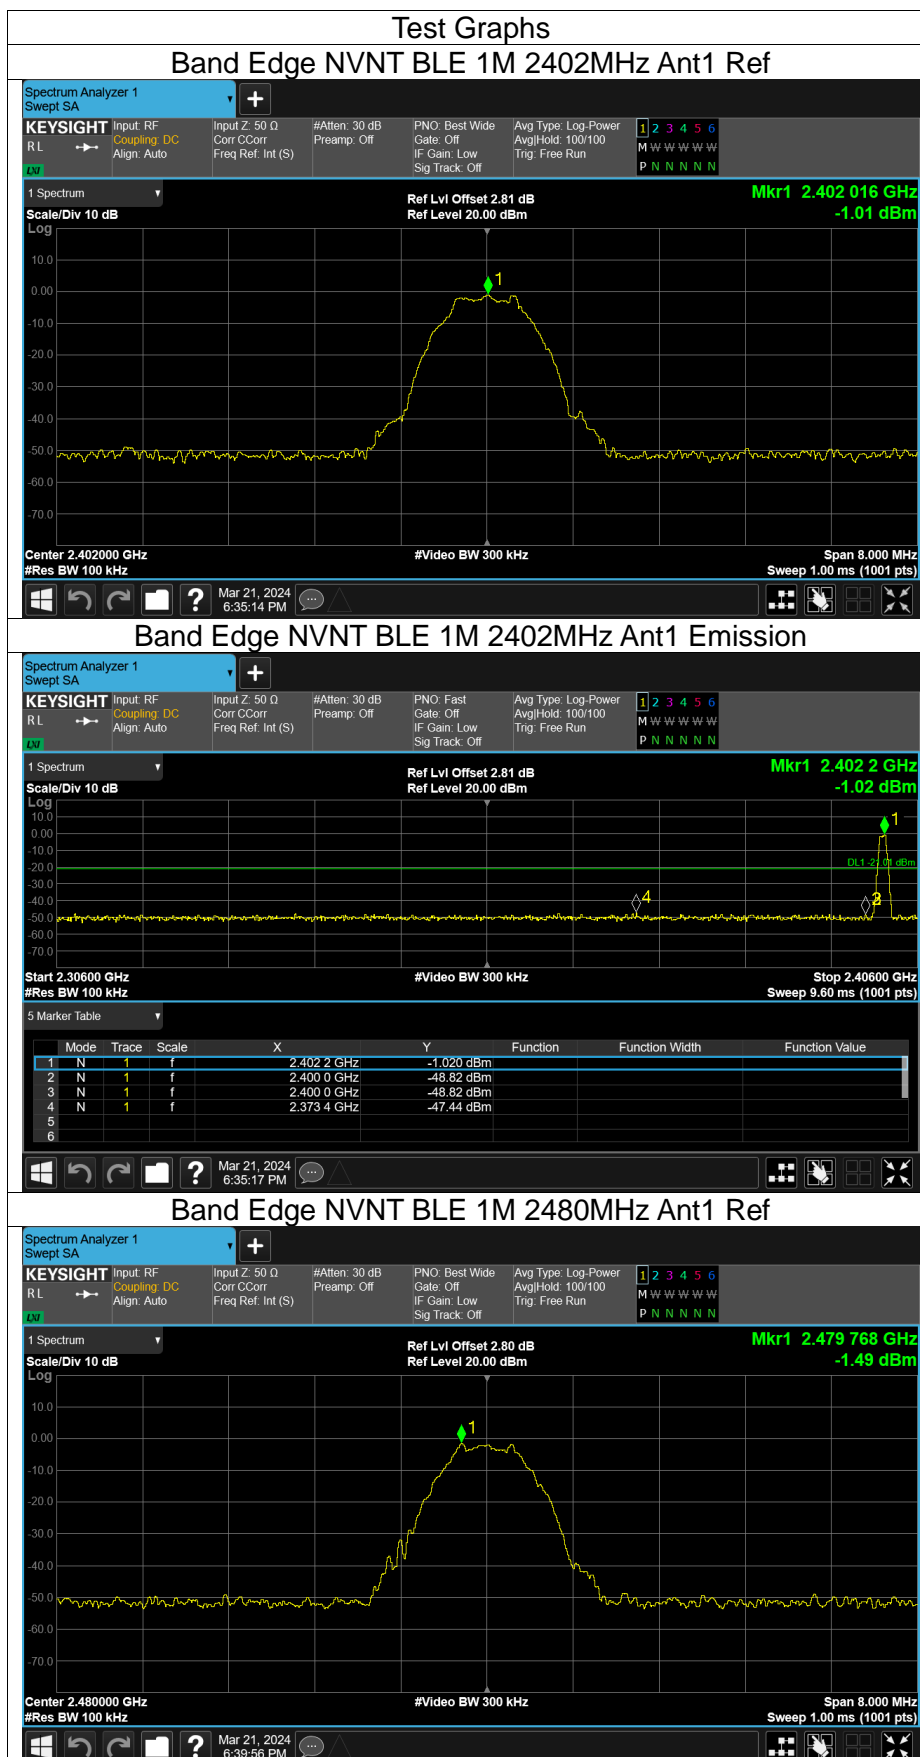 Test Graphs
Band Edge NVNT BLE 1M 2402MHz Ant1 Ref
Spectrum Analyzer 1
Swept SA
KEYSIGHT Input: RF Input Z: 50 Ω #Atten: 30 dB PNO: Best Wide Avg Type: Log-Power 1 2 3 4 5 6
RL Coupling: DC Corr CCorr Preamp: Off Gate: Off Avg|Hold: 100/100 M W W W W W
Align: Auto Freq Ref: Int (S) IF Gain: Low Trig: Free Run
LXI Sig Track: Off P N N N N N
1 Spectrum Ref Lvl Offset 2.81 dB Mkr1 2.402 016 GHz
Scale/Div 10 dB Ref Level 20.00 dBm -1.01 dBm
Log
10.0
1
0.00
-10.0
-20.0
-30.0
-40.0
-50.0
-60.0
-70.0
Center 2.402000 GHz #Video BW 300 kHz Span 8.000 MHz
#Res BW 100 kHz Sweep 1.00 ms (1001 pts)
? Mar 21, 2024
6:35:14 PM
Band Edge NVNT BLE 1M 2402MHz Ant1 Emission
Spectrum Analyzer 1
Swept SA
KEYSIGHT Input: RF Input Z: 50 Ω #Atten: 30 dB PNO: Fast Avg Type: Log-Power 1 2 3 4 5 6
RL Coupling: DC Corr CCorr Preamp: Off Gate: Off Avg|Hold: 100/100 M W W W W W
Align: Auto Freq Ref: Int (S) IF Gain: Low Trig: Free Run
LXI Sig Track: Off P N N N N N
1 Spectrum Ref Lvl Offset 2.81 dB Mkr1 2.402 2 GHz
Scale/Div 10 dB Ref Level 20.00 dBm -1.02 dBm
Log
10.0 1
0.00
-10.0
-20.0 DL1 -21.01 dBm
-30.0
-40.0 4
-50.0
-60.0
-70.0
Start 2.30600 GHz #Video BW 300 kHz Stop 2.40600 GHz
#Res BW 100 kHz Sweep 9.60 ms (1001 pts)
5 Marker Table
Mode Trace Scale X Y Function Function Width Function Value
1 N 1 f 2.402 2 GHz -1.020 dBm
2 N 1 f 2.400 0 GHz -48.82 dBm
3 N 1 f 2.400 0 GHz -48.82 dBm
4 N 1 f 2.373 4 GHz -47.44 dBm
5
6
? Mar 21, 2024
6:35:17 PM
Band Edge NVNT BLE 1M 2480MHz Ant1 Ref
Spectrum Analyzer 1
Swept SA
KEYSIGHT Input: RF Input Z: 50 Ω #Atten: 30 dB PNO: Best Wide Avg Type: Log-Power 1 2 3 4 5 6
RL Coupling: DC Corr CCorr Preamp: Off Gate: Off Avg|Hold: 100/100 M W W W W W
Align: Auto Freq Ref: Int (S) IF Gain: Low Trig: Free Run
LXI Sig Track: Off P N N N N N
1 Spectrum Ref Lvl Offset 2.80 dB Mkr1 2.479 768 GHz
Scale/Div 10 dB Ref Level 20.00 dBm -1.49 dBm
Log
10.0
1
0.00
-10.0
-20.0
-30.0
-40.0
-50.0
-60.0
-70.0
Center 2.480000 GHz #Video BW 300 kHz Span 8.000 MHz
#Res BW 100 kHz Sweep 1.00 ms (1001 pts)
? Mar 21, 2024
6:39:56 PM